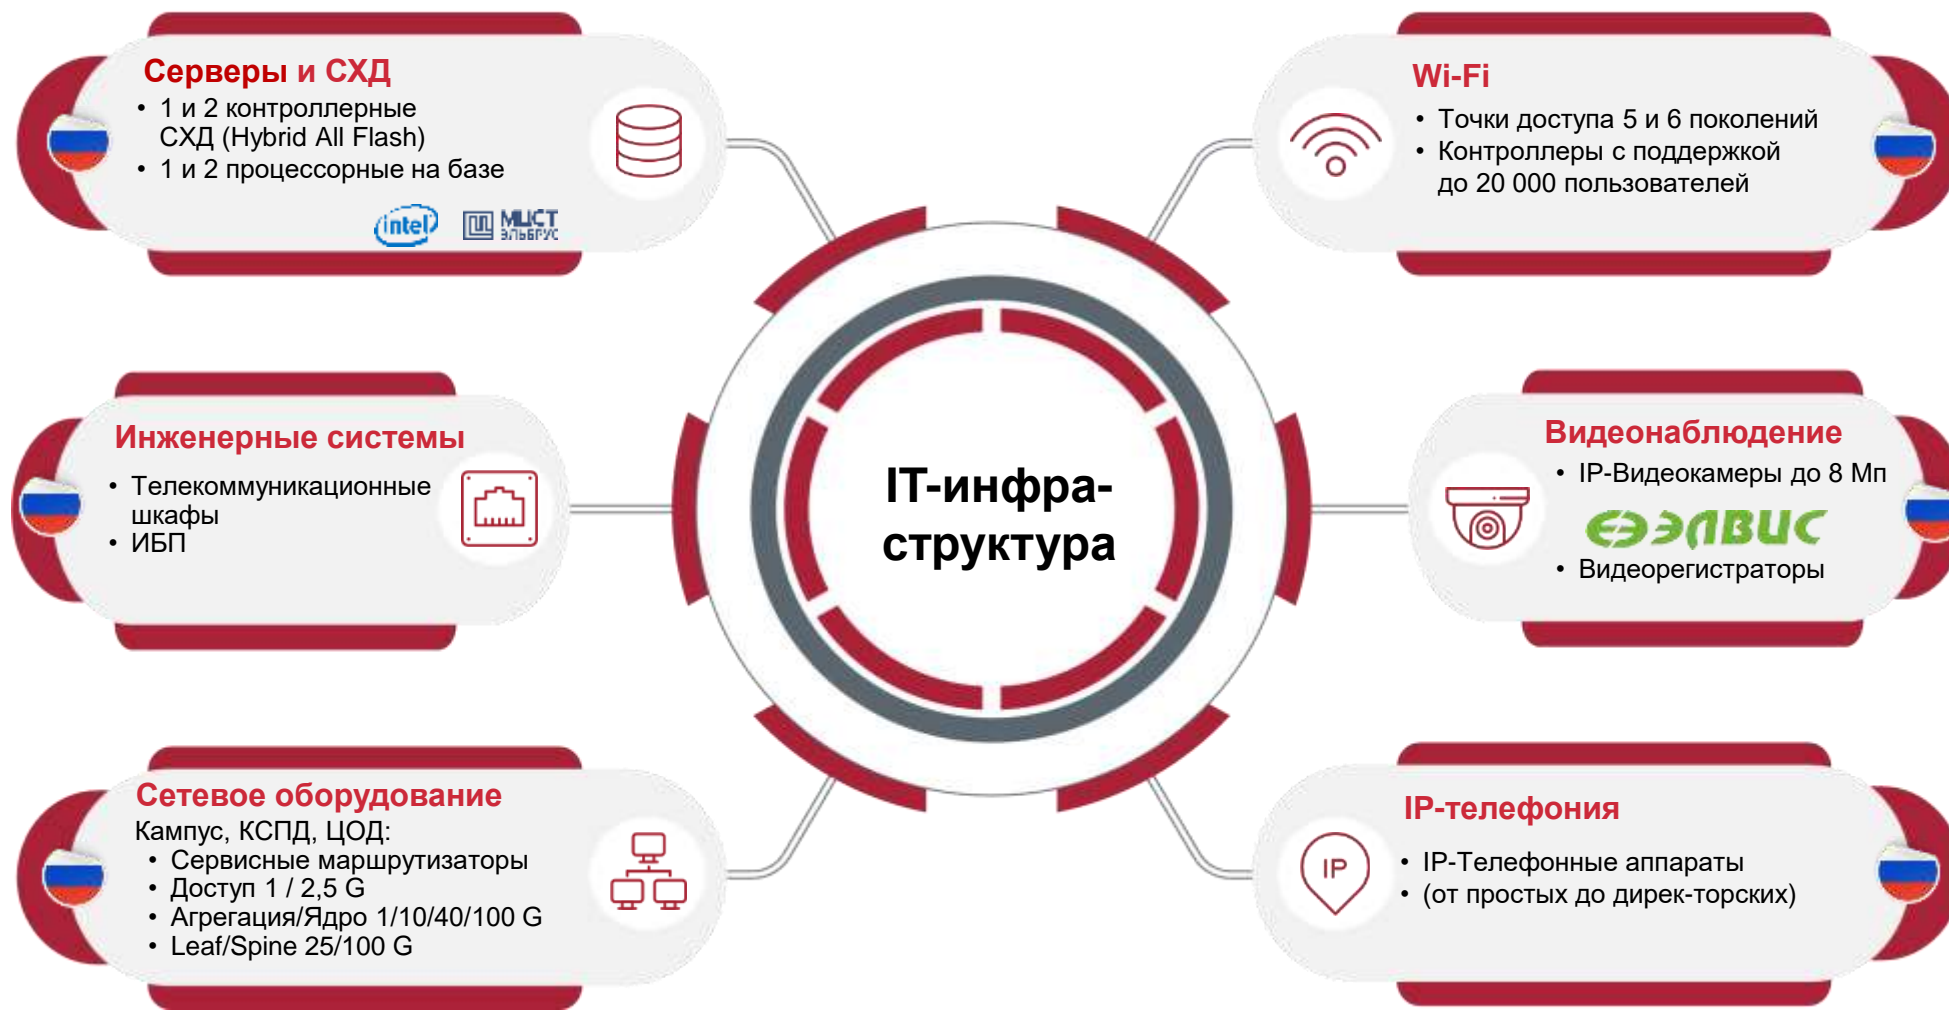 Серверы и СХД
• 1 и 2 контроллерные
СХД (Hybrid All Flash)
• 1 и 2 процессорные на базе
intel
МЦСТ
ЭЛЬБРУС
Wi-Fi
• Точки доступа 5 и 6 поколений
• Контроллеры с поддержкой
до 20 000 пользователей
Инженерные системы
• Телекоммуникационные
шкафы
• ИБП
IT-инфра-
структура
Видеонаблюдение
• IP-Видеокамеры до 8 Мп
ЭЛВИС
• Видеорегистраторы
Сетевое оборудование
Кампус, КСПД, ЦОД:
• Сервисные маршрутизаторы
• Доступ 1 / 2,5 G
• Агрегация/Ядро 1/10/40/100 G
• Leaf/Spine 25/100 G
IP-телефония
IP
• IP-Телефонные аппараты
• (от простых до дирек-торских)